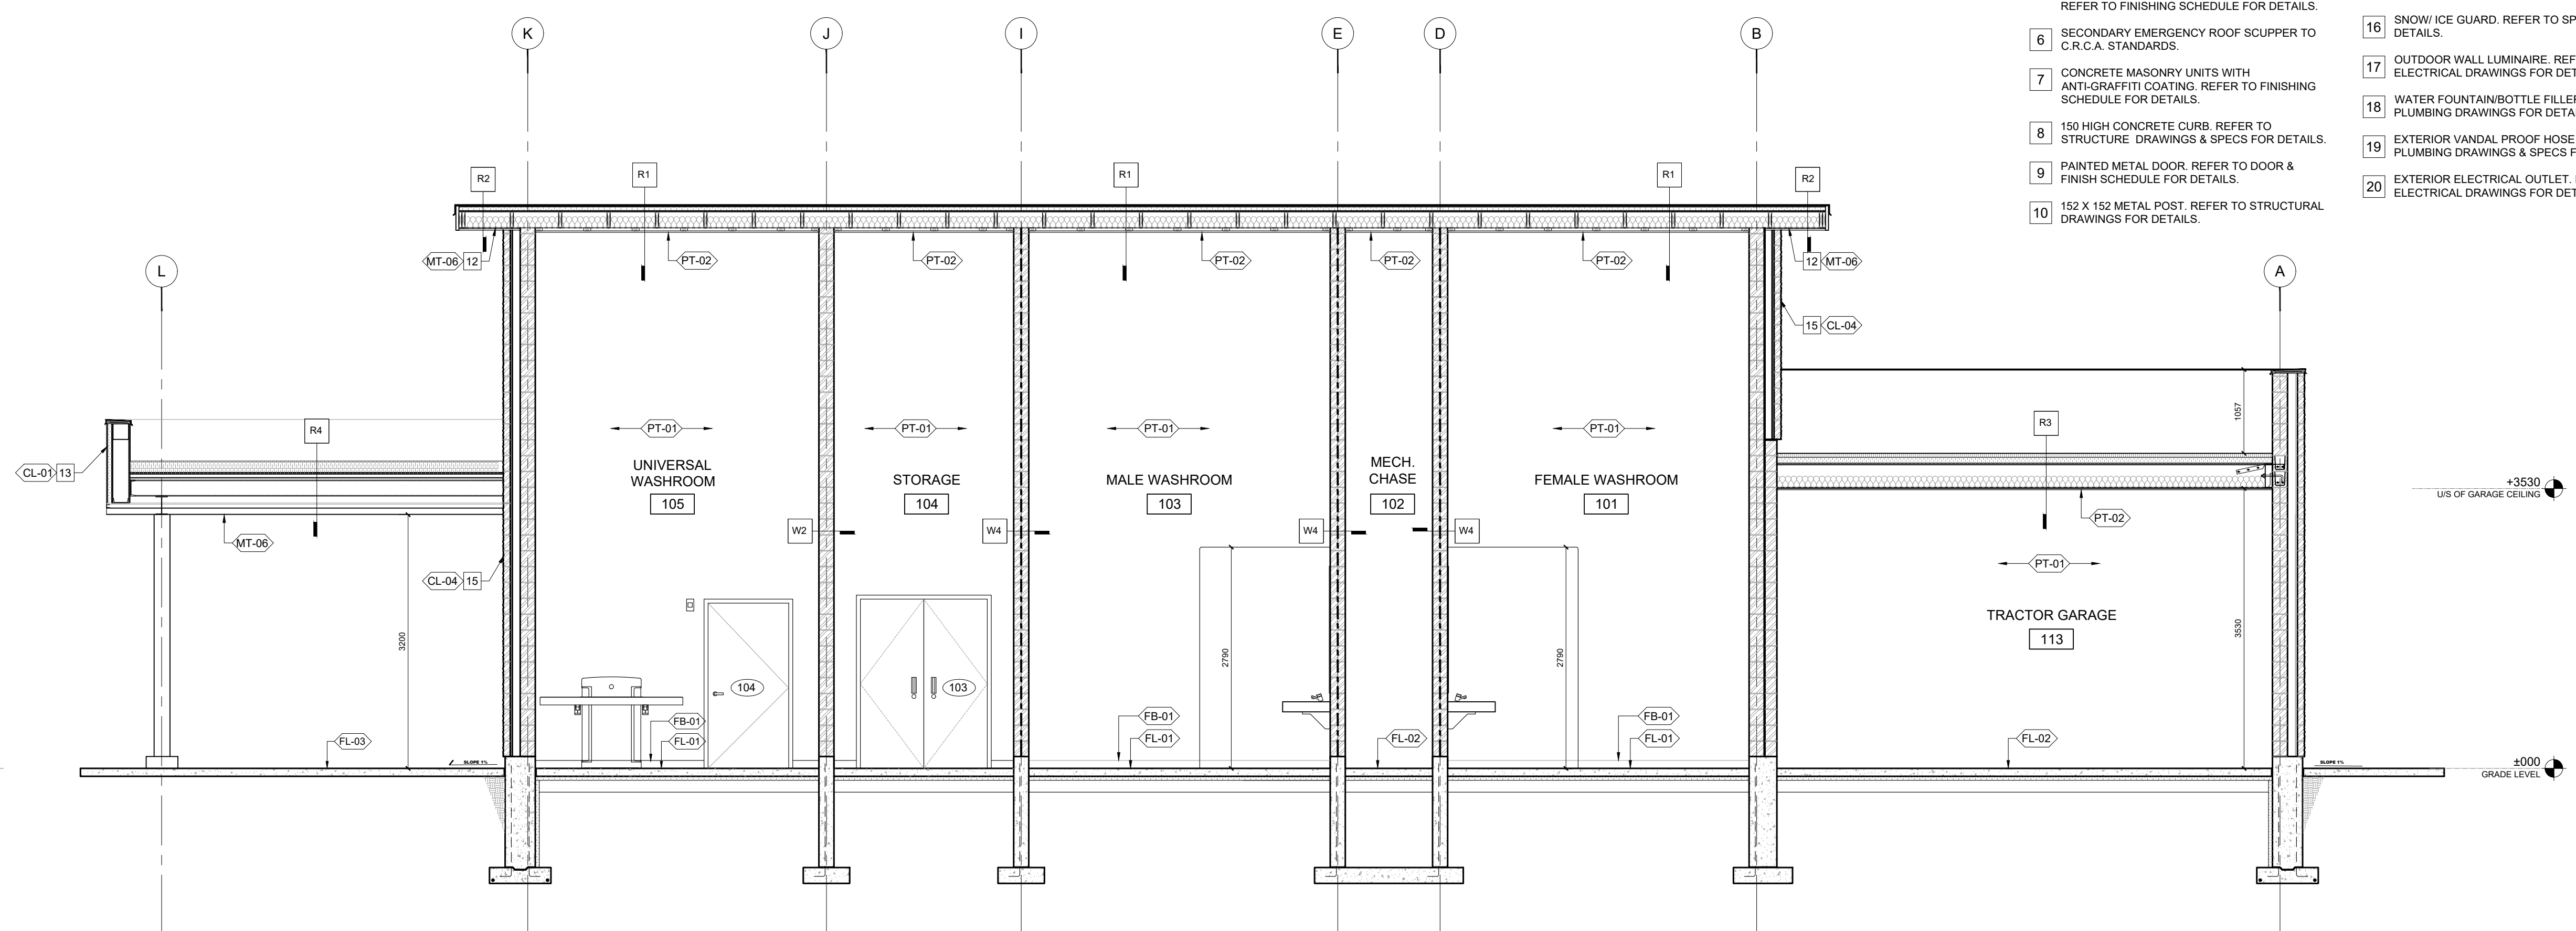 REFER TO FINISHING SCHEDULE FOR DETAILS.
6 SECONDARY EMERGENCY ROOF SCUPPER TO
C.R.C.A. STANDARDS.
7 CONCRETE MASONRY UNITS WITH
ANTI-GRAFFITI COATING. REFER TO FINISHING
SCHEDULE FOR DETAILS.
8 150 HIGH CONCRETE CURB. REFER TO
STRUCTURE DRAWINGS & SPECS FOR DETAILS.
9 PAINTED METAL DOOR. REFER TO DOOR &
FINISH SCHEDULE FOR DETAILS.
10 152 X 152 METAL POST. REFER TO STRUCTURAL
DRAWINGS FOR DETAILS.
16 SNOW/ ICE GUARD. REFER TO SP
DETAILS.
17 OUTDOOR WALL LUMINAIRE. REF
ELECTRICAL DRAWINGS FOR DET
18 WATER FOUNTAIN/BOTTLE FILLE
PLUMBING DRAWINGS FOR DETA
19 EXTERIOR VANDAL PROOF HOSE
PLUMBING DRAWINGS & SPECS F
20 EXTERIOR ELECTRICAL OUTLET.
ELECTRICAL DRAWINGS FOR DET
K J I E D B
L
A
R2 R1 R1 R1 R2
MT-06 12 PT-02 PT-02 PT-02 PT-02 PT-02 12 MT-06
15 CL-04
1057
R4 PT-01 PT-01 PT-01 PT-01 R3
CL-01 13
UNIVERSAL
WASHROOM
105
STORAGE
104
MALE WASHROOM
103
MECH.
CHASE
102
FEMALE WASHROOM
101
+3530
U/S OF GARAGE CEILING
MT-06 W2 W4 W4 W4 PT-02
CL-04 15 PT-01
TRACTOR GARAGE
113
3200 2790 2790 3530
104 103
FB-01 FB-01 FB-01
FL-03 FL-01 FL-01 FL-02 FL-01 FL-02
SLOPE 1% SLOPE 1%
±000
GRADE LEVEL